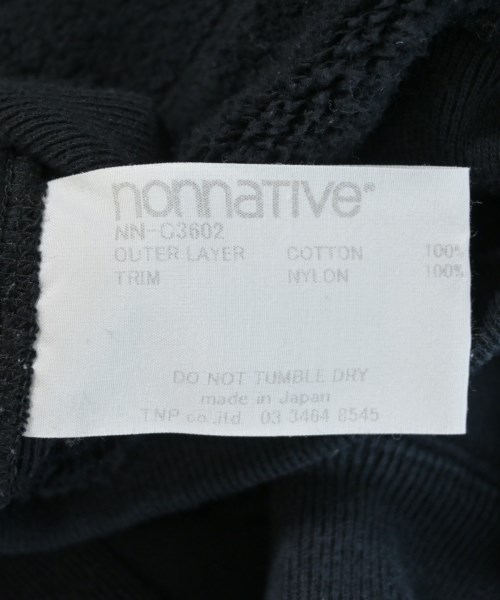 nonnative®
NN-C3602
OUTER LAYER COTTON 100%
TRIM NYLON 100%
DO NOT TUMBLE DRY
made in Japan
T.N.P co.,ltd. 03 3464 8545